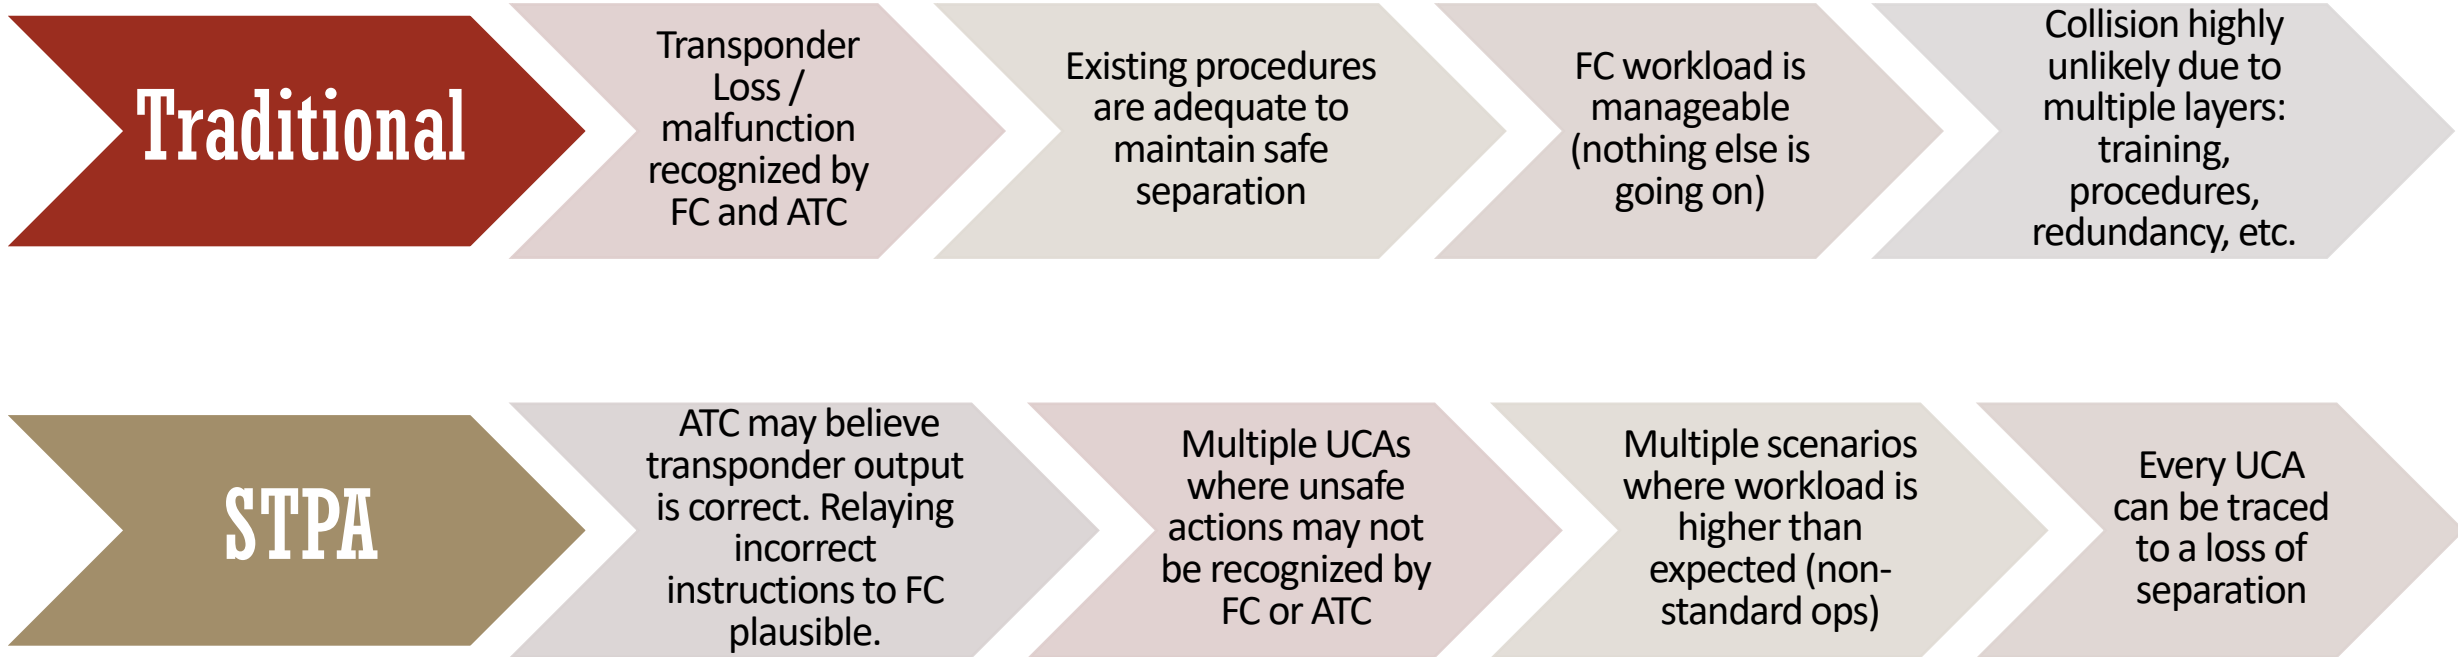 Traditional
Transponder
Loss /
malfunction
recognized by
FC and ATC
Existing procedures
are adequate to
maintain safe
separation
FC workload is
manageable
(nothing else is
going on)
Collision highly
unlikely due to
multiple layers:
training,
procedures,
redundancy, etc.
STPA
ATC may believe
transponder output
is correct. Relaying
incorrect
instructions to FC
plausible.
Multiple UCAs
where unsafe
actions may not
be recognized by
FC or ATC
Multiple scenarios
where workload is
higher than
expected (non-
standard ops)
Every UCA
can be traced
to a loss of
separation